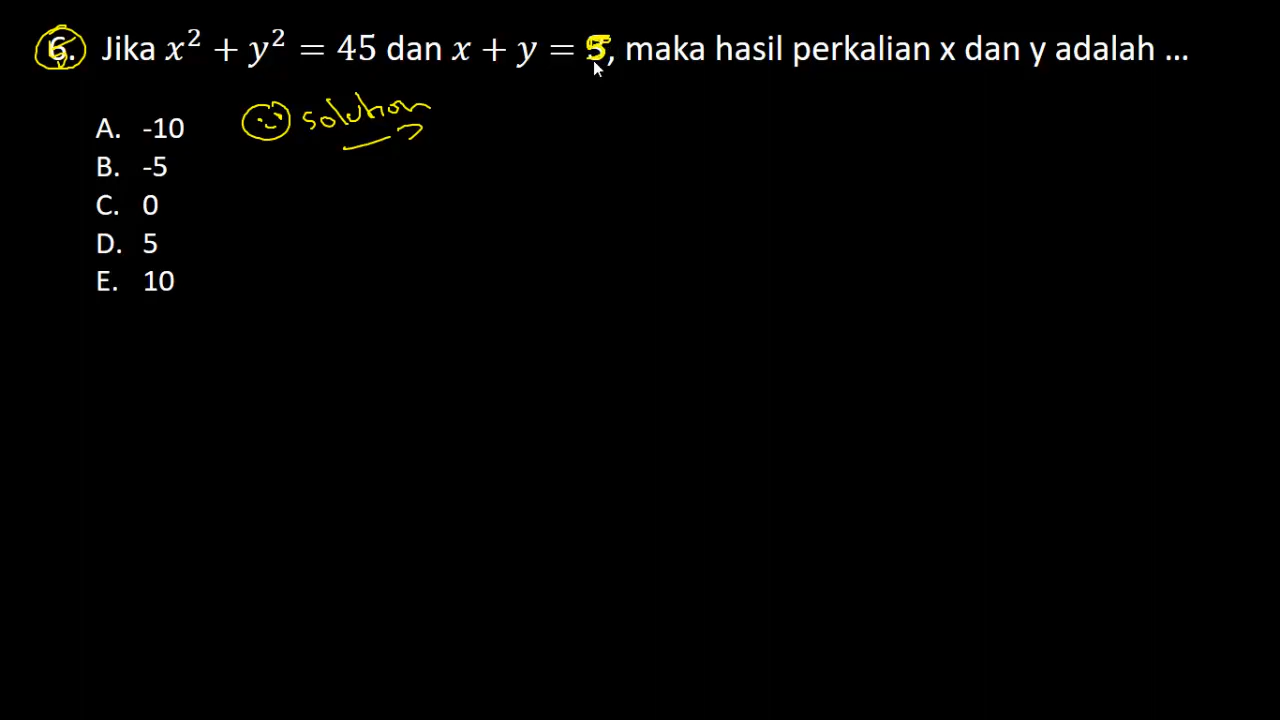 6. Jika x² + y² = 45 dan x + y = 5, maka hasil perkalian x dan y adalah ...
solution
A. -10
B. -5
C. 0
D. 5
E. 10